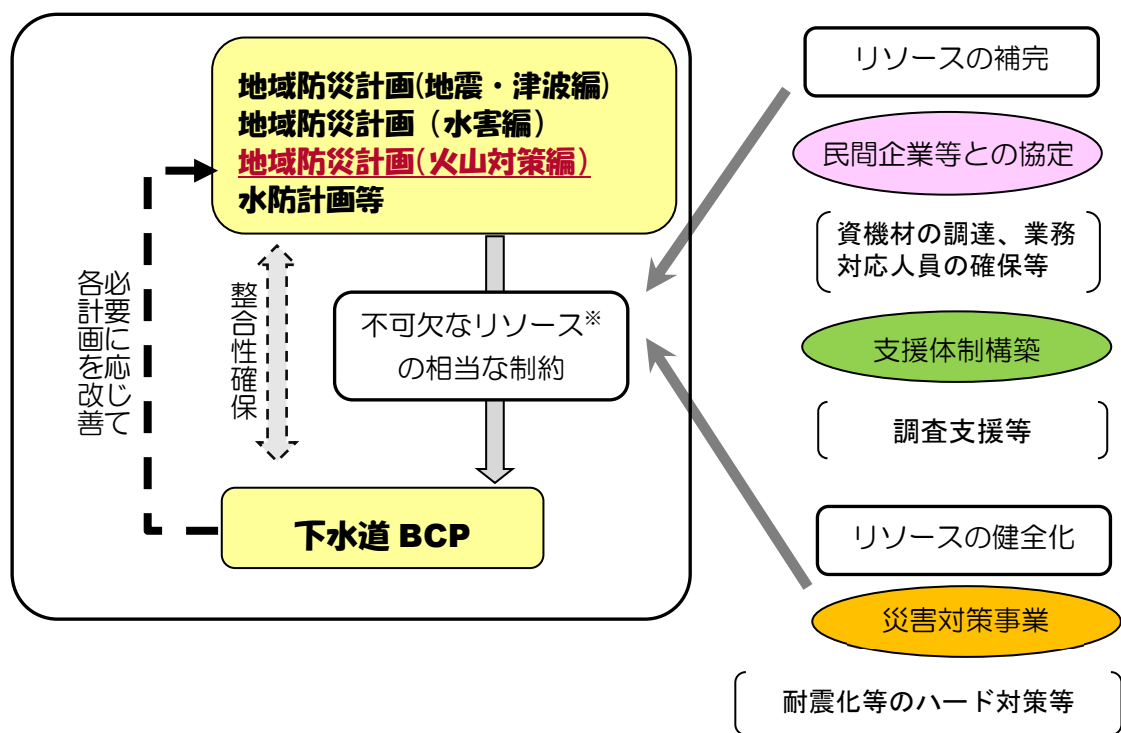 地域防災計画(地震・津波編)
地域防災計画（水害編）
地域防災計画(火山対策編)
水防計画等
必要に応じて
各計画を改善
整合性確保
不可欠なリソース※
の相当な制約
下水道 BCP
リソースの補完
民間企業等との協定
資機材の調達、業務
対応人員の確保等
支援体制構築
調査支援等
リソースの健全化
災害対策事業
耐震化等のハード対策等